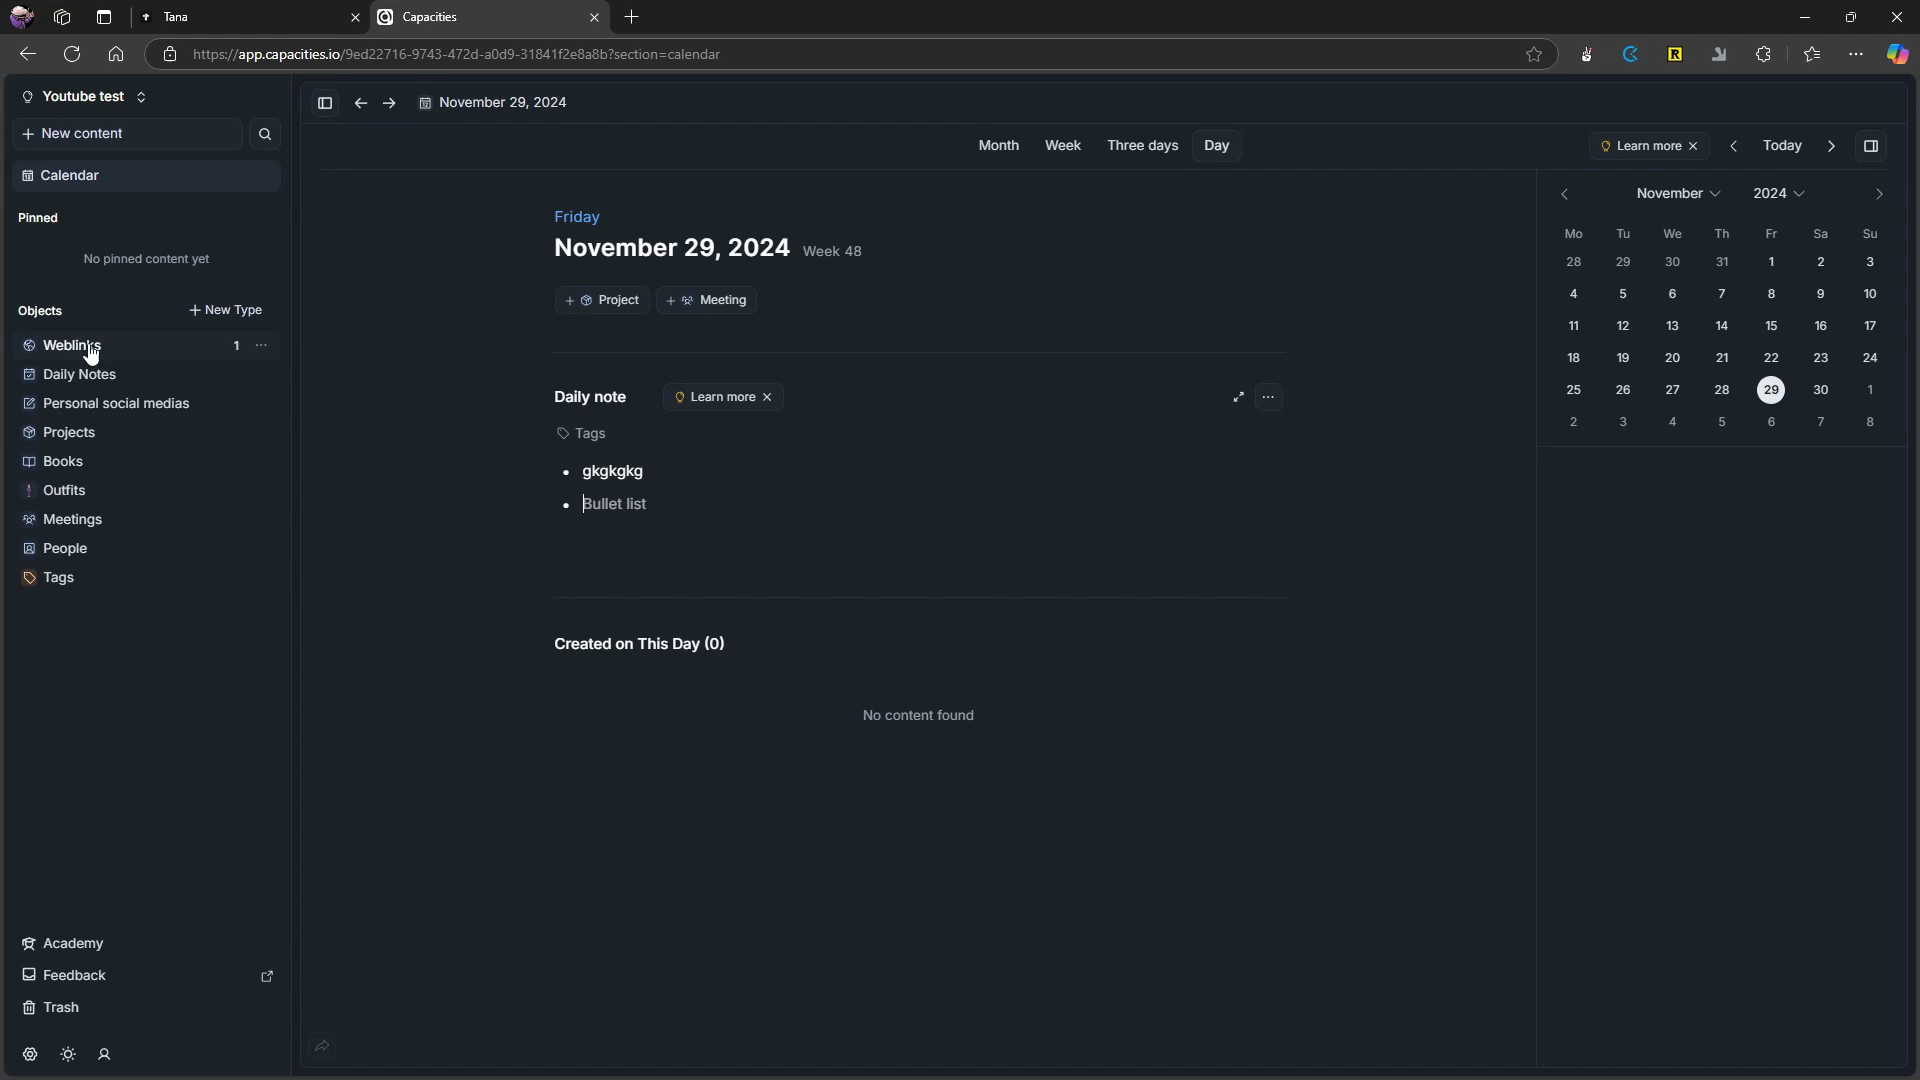 Tana
Capacities
https://app.capacities.io/9ed22716-9743-472d-a0d9-31841f2e8a8b?section=calendar
Youtube test
New content
Calendar
Pinned
No pinned content yet
Objects
New Type
Weblinks 1
Daily Notes
Personal social medias
Projects
Books
Outfits
Meetings
People
Tags
Academy
Feedback
Trash
November 29, 2024
Month Week Three days Day
Learn more
Today
Friday
November 29, 2024 Week 48
+ Project + Meeting
Daily note
Learn more
Tags
• gkgkgkg
• Bullet list
Created on This Day (0)
No content found
November 2024
Mo Tu We Th Fr Sa Su
28 29 30 31 1 2 3
4 5 6 7 8 9 10
11 12 13 14 15 16 17
18 19 20 21 22 23 24
25 26 27 28 29 30 1
2 3 4 5 6 7 8